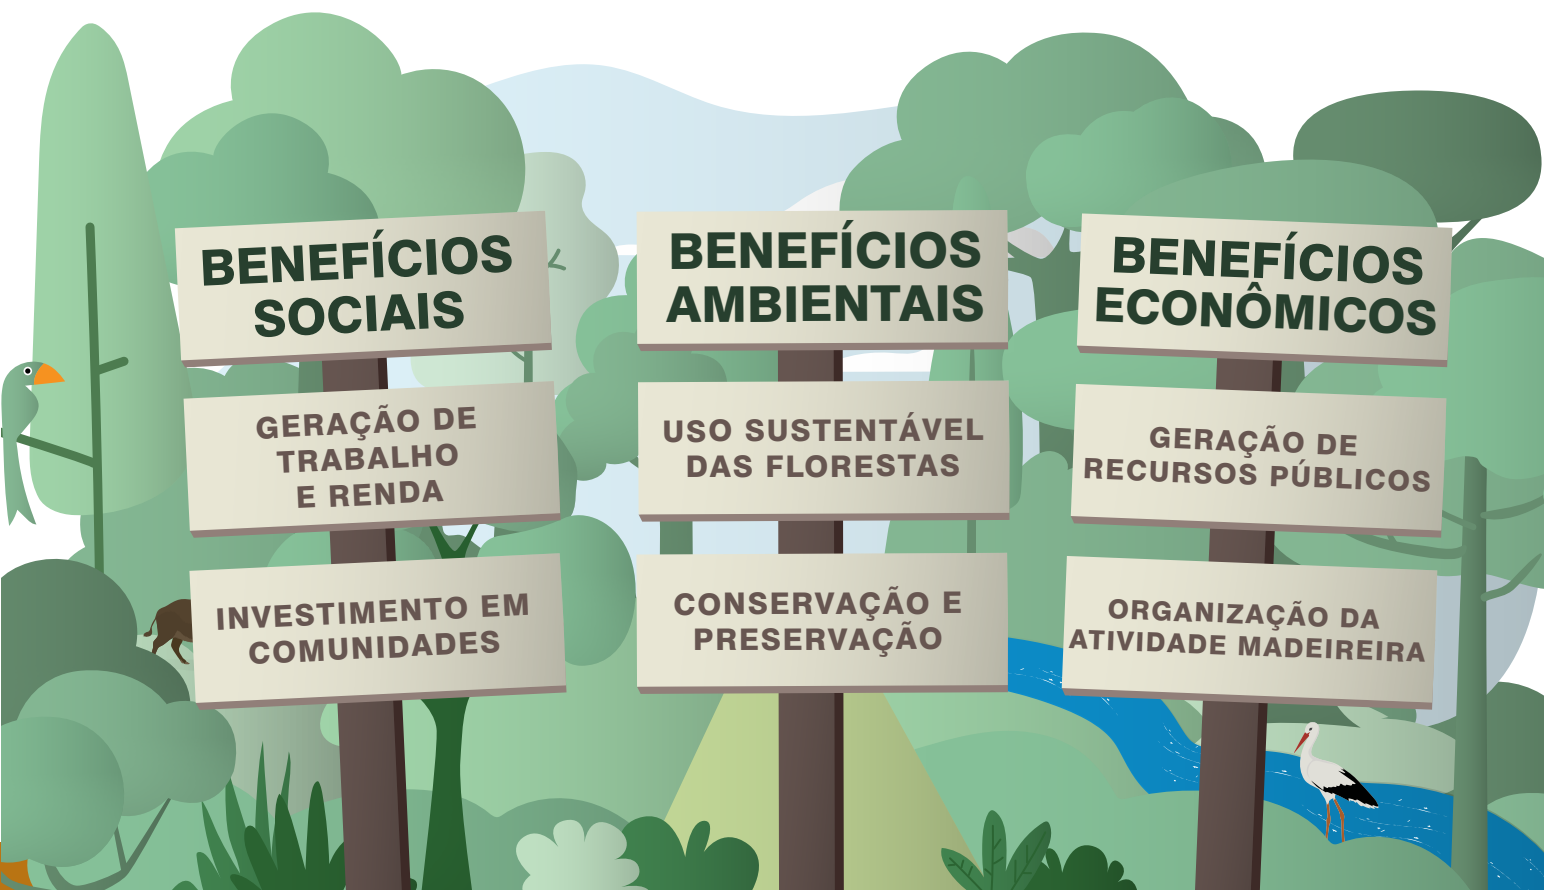 BENEFÍCIOS
SOCIAIS
GERAÇÃO DE
TRABALHO
E RENDA
INVESTIMENTO EM
COMUNIDADES
BENEFÍCIOS
AMBIENTAIS
USO SUSTENTÁVEL
DAS FLORESTAS
CONSERVAÇÃO E
PRESERVAÇÃO
BENEFÍCIOS
ECONÔMICOS
GERAÇÃO DE
RECURSOS PÚBLICOS
ORGANIZAÇÃO DA
ATIVIDADE MADEIREIRA